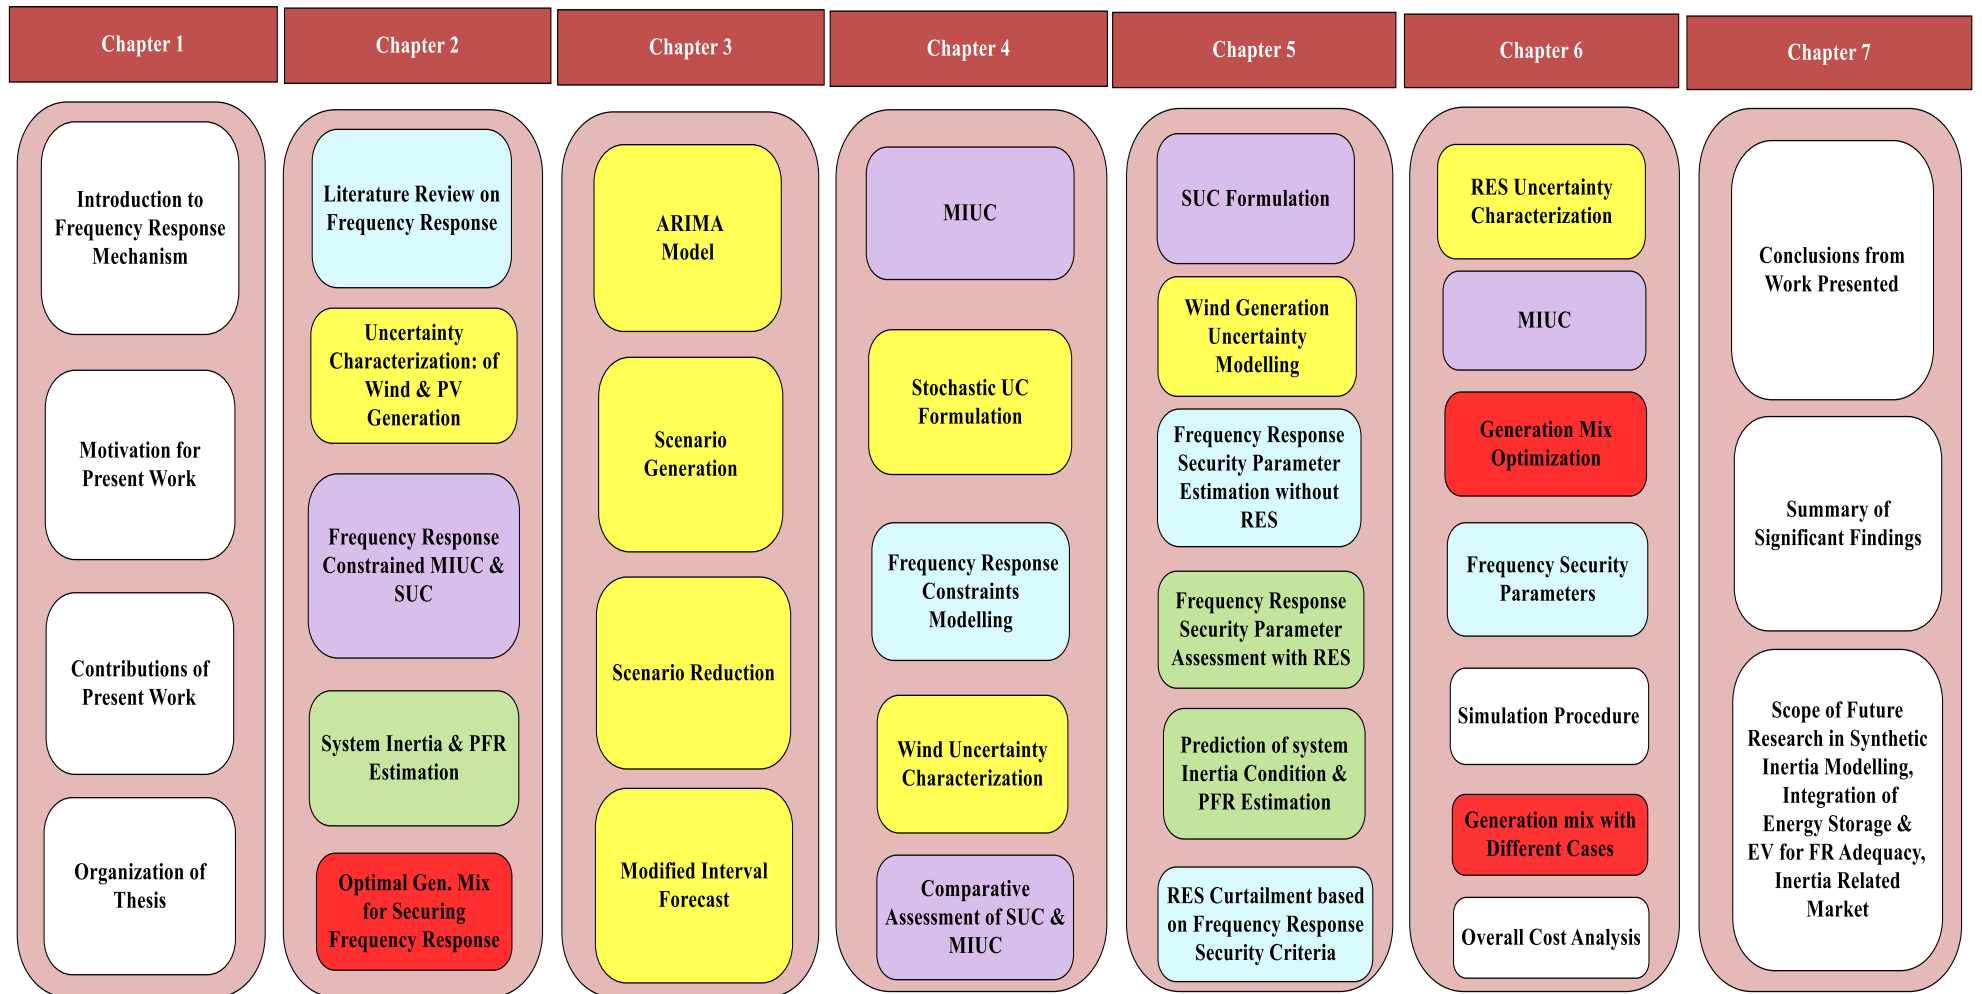 Chapter 1
Chapter 2
Chapter 3
Chapter 4
Chapter 5
Chapter 6
Chapter 7
Introduction to
Frequency Response
Mechanism
Motivation for
Present Work
Contributions of
Present Work
Organization of
Thesis
Literature Review on
Frequency Response
Uncertainty
Characterization: of
Wind & PV
Generation
Frequency Response
Constrained MIUC &
SUC
System Inertia & PFR
Estimation
Optimal Gen. Mix
for Securing
Frequency Response
ARIMA
Model
Scenario
Generation
Scenario Reduction
Modified Interval
Forecast
MIUC
Stochastic UC
Formulation
Frequency Response
Constraints
Modelling
Wind Uncertainty
Characterization
Comparative
Assessment of SUC &
MIUC
SUC Formulation
Wind Generation
Uncertainty
Modelling
Frequency Response
Security Parameter
Estimation without
RES
Frequency Response
Security Parameter
Assessment with RES
Prediction of system
Inertia Condition &
PFR Estimation
RES Curtailment based
on Frequency Response
Security Criteria
RES Uncertainty
Characterization
MIUC
Generation Mix
Optimization
Frequency Security
Parameters
Simulation Procedure
Generation mix with
Different Cases
Overall Cost Analysis
Conclusions from
Work Presented
Summary of
Significant Findings
Scope of Future
Research in Synthetic
Inertia Modelling,
Integration of
Energy Storage &
EV for FR Adequacy,
Inertia Related
Market